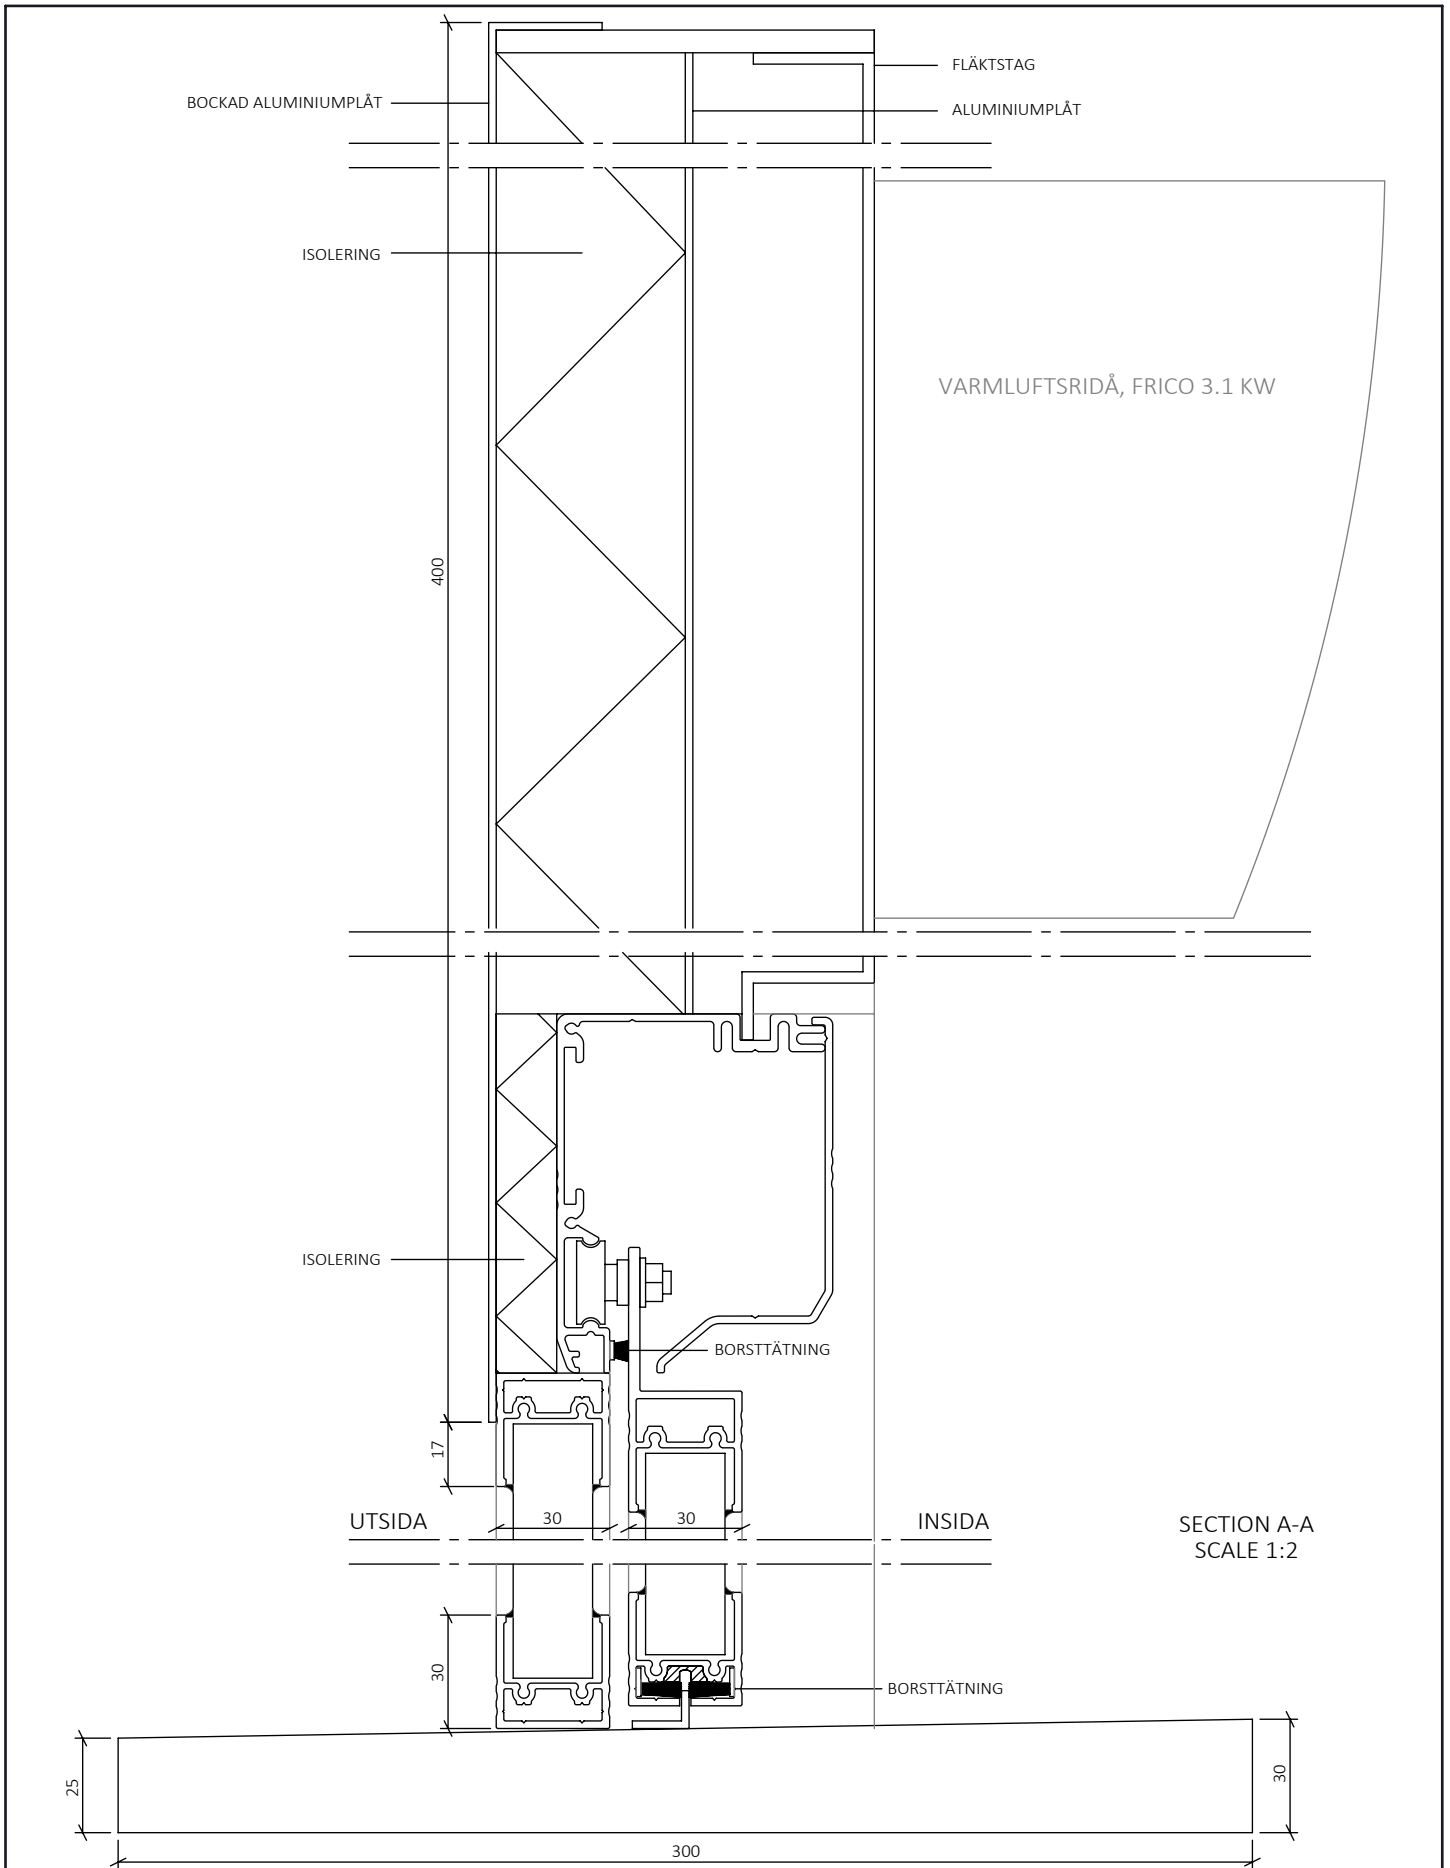 FLÄKTSTAG
BOCKAD ALUMINIUMPLÅT
ALUMINIUMPLÅT
ISOLERING
VARMLUFTSRIDÅ, FRICO 3.1 KW
400
ISOLERING
BORSTTÄTNING
17
UTSIDA
30
30
INSIDA
SECTION A-A
SCALE 1:2
30
BORSTTÄTNING
25
30
300